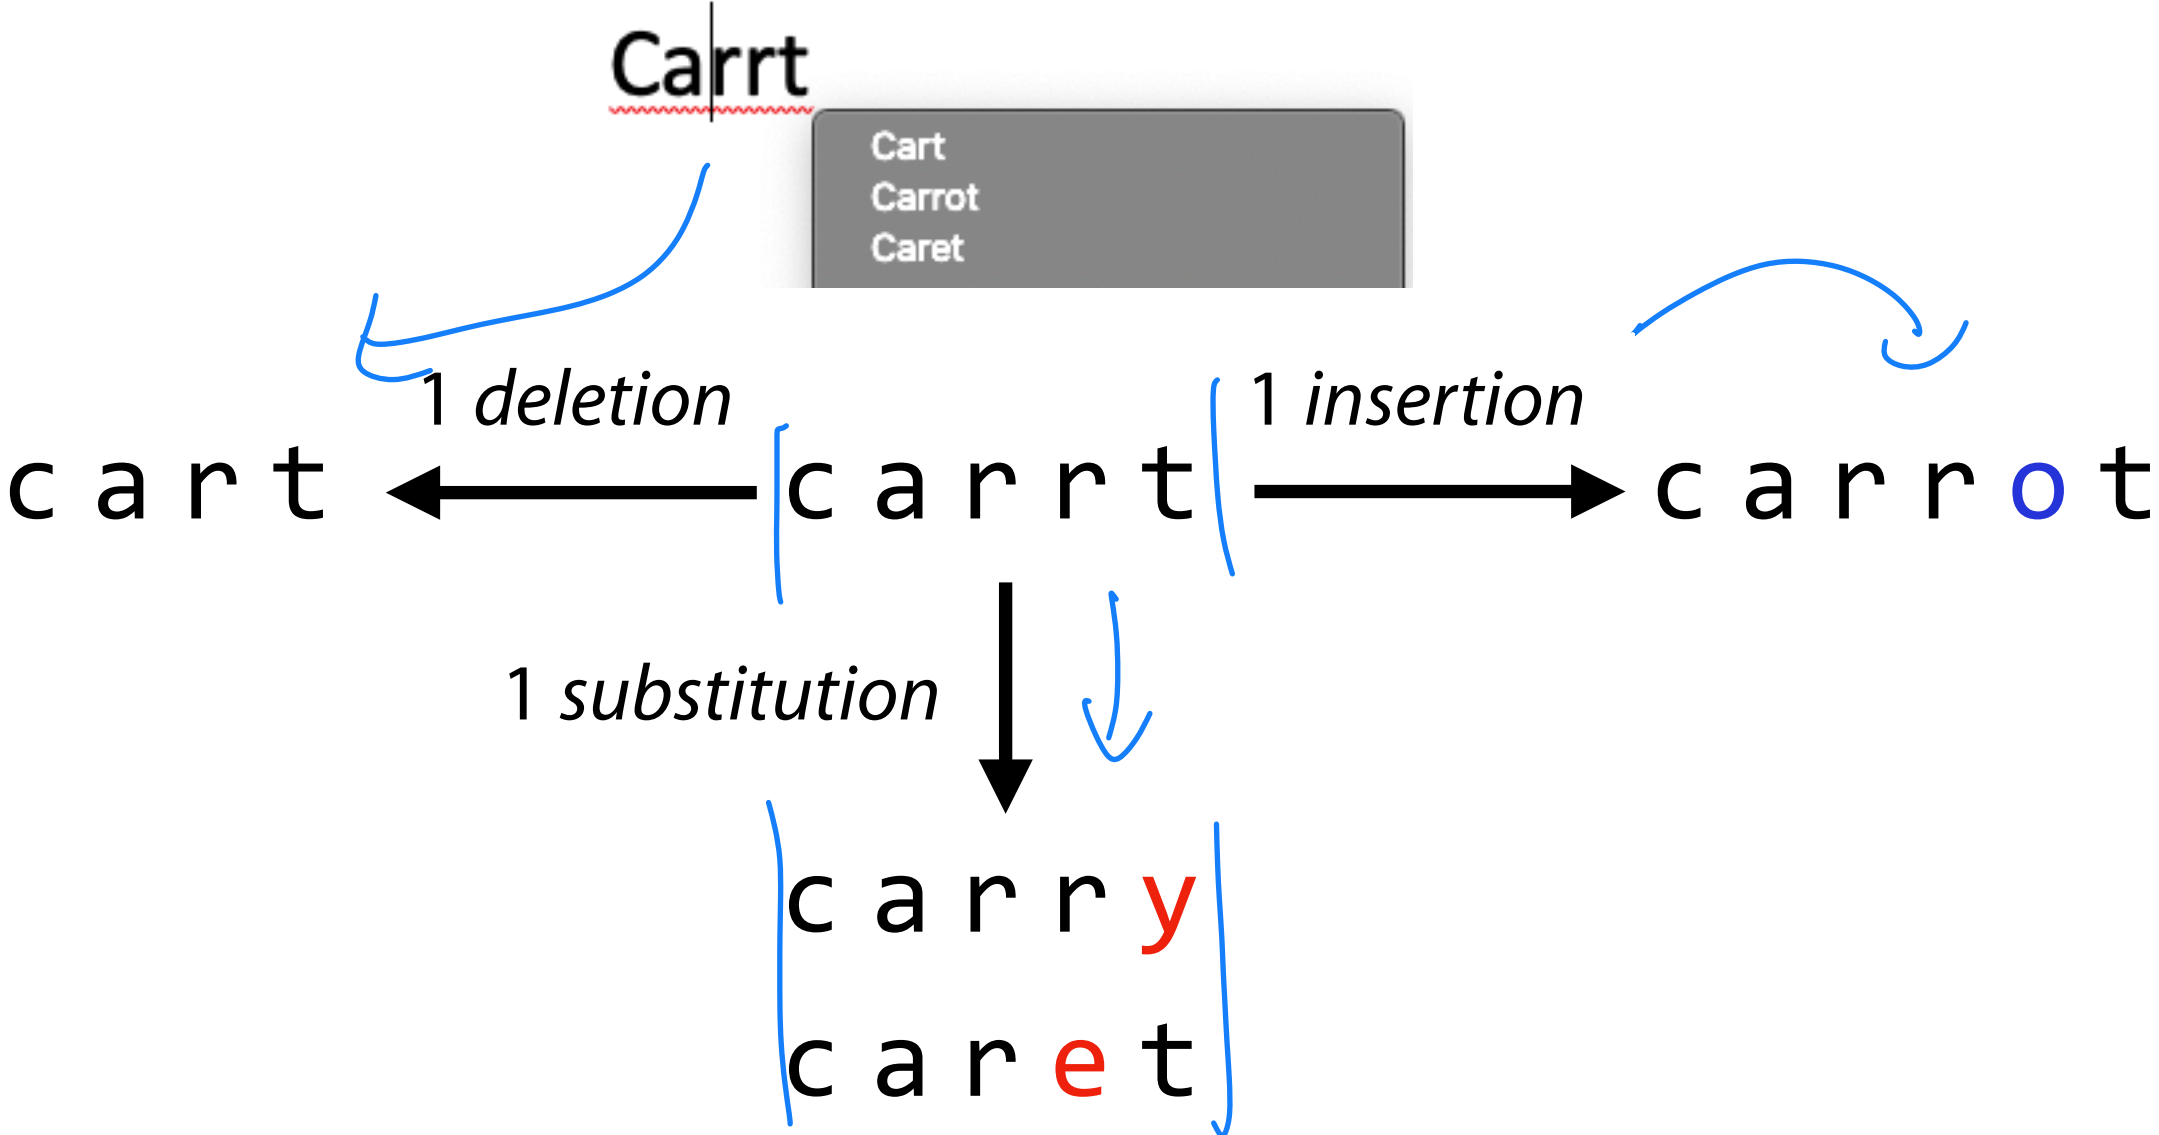 Carrt
Cart
Carrot
Caret
1 deletion
1 insertion
c a r t
c a r r t
c a r r o t
1 substitution
c a r r y
c a r e t